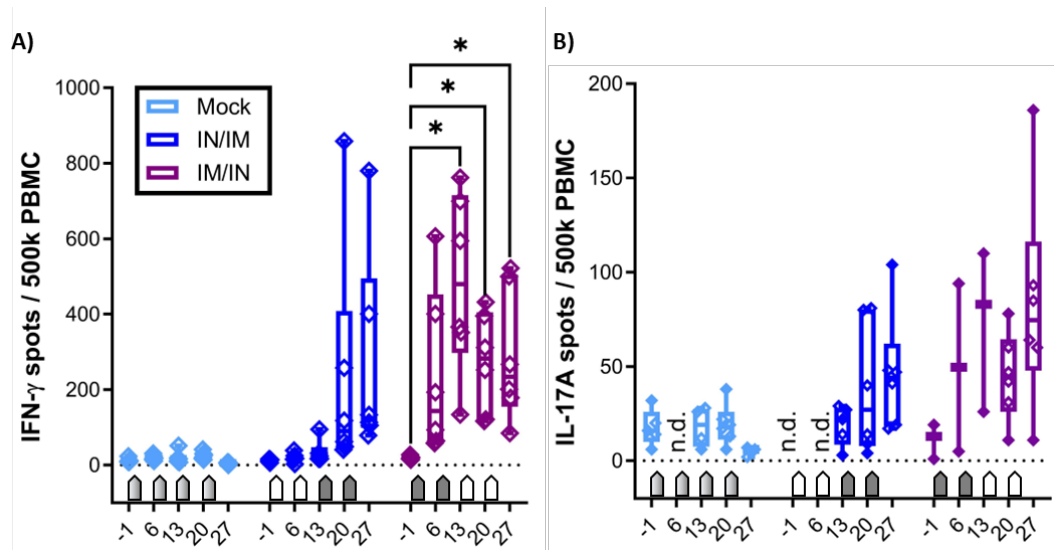 A)
IFN-γ spots / 500k PBMC
1000
800
600
400
200
0
Mock
IN/IM
IM/IN
*
*
*
-1 6 13 20 27 -1 6 13 20 27 -1 6 13 20 27
B)
IL-17A spots / 500k PBMC
200
150
100
50
0
n.d. n.d. n.d.
-1 6 13 20 27 -1 6 13 20 27 -1 6 13 20 27